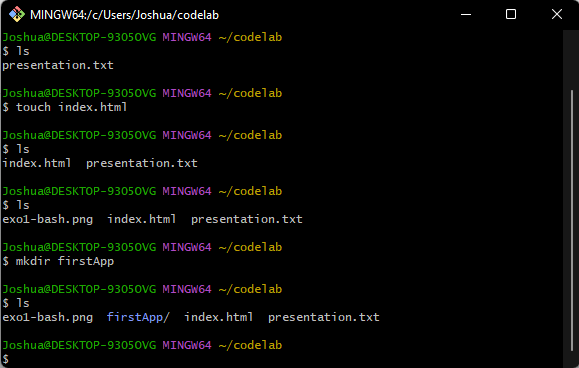 MINGW64:/c/Users/Joshua/codelab
Joshua@DESKTOP-9305OVG MINGW64 ~/codelab
$ ls
presentation.txt
Joshua@DESKTOP-9305OVG MINGW64 ~/codelab
$ touch index.html
Joshua@DESKTOP-9305OVG MINGW64 ~/codelab
$ ls
index.html  presentation.txt
Joshua@DESKTOP-9305OVG MINGW64 ~/codelab
$ ls
exo1-bash.png  index.html  presentation.txt
Joshua@DESKTOP-9305OVG MINGW64 ~/codelab
$ mkdir firstApp
Joshua@DESKTOP-9305OVG MINGW64 ~/codelab
$ ls
exo1-bash.png  firstApp/  index.html  presentation.txt
Joshua@DESKTOP-9305OVG MINGW64 ~/codelab
$